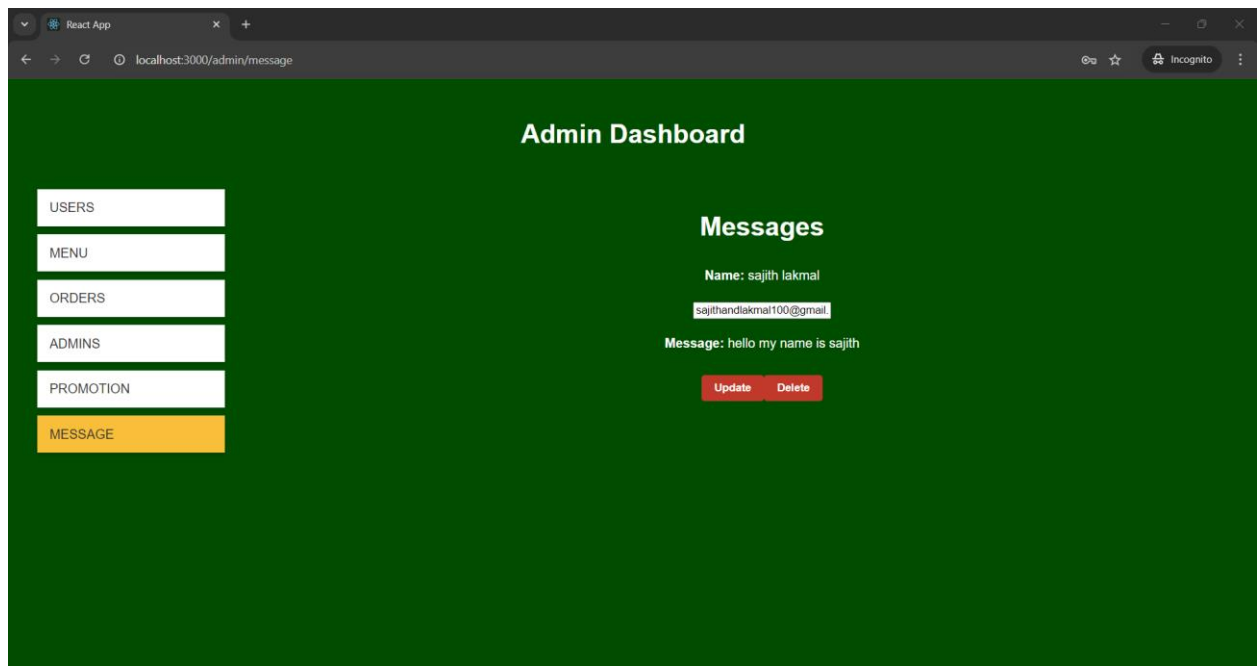 React App
localhost:3000/admin/message
Incognito
Admin Dashboard
USERS
MENU
ORDERS
ADMINS
PROMOTION
MESSAGE
Messages
Name: sajith lakmal
sajithandlakmal100@gmail.
Message: hello my name is sajith
Update Delete